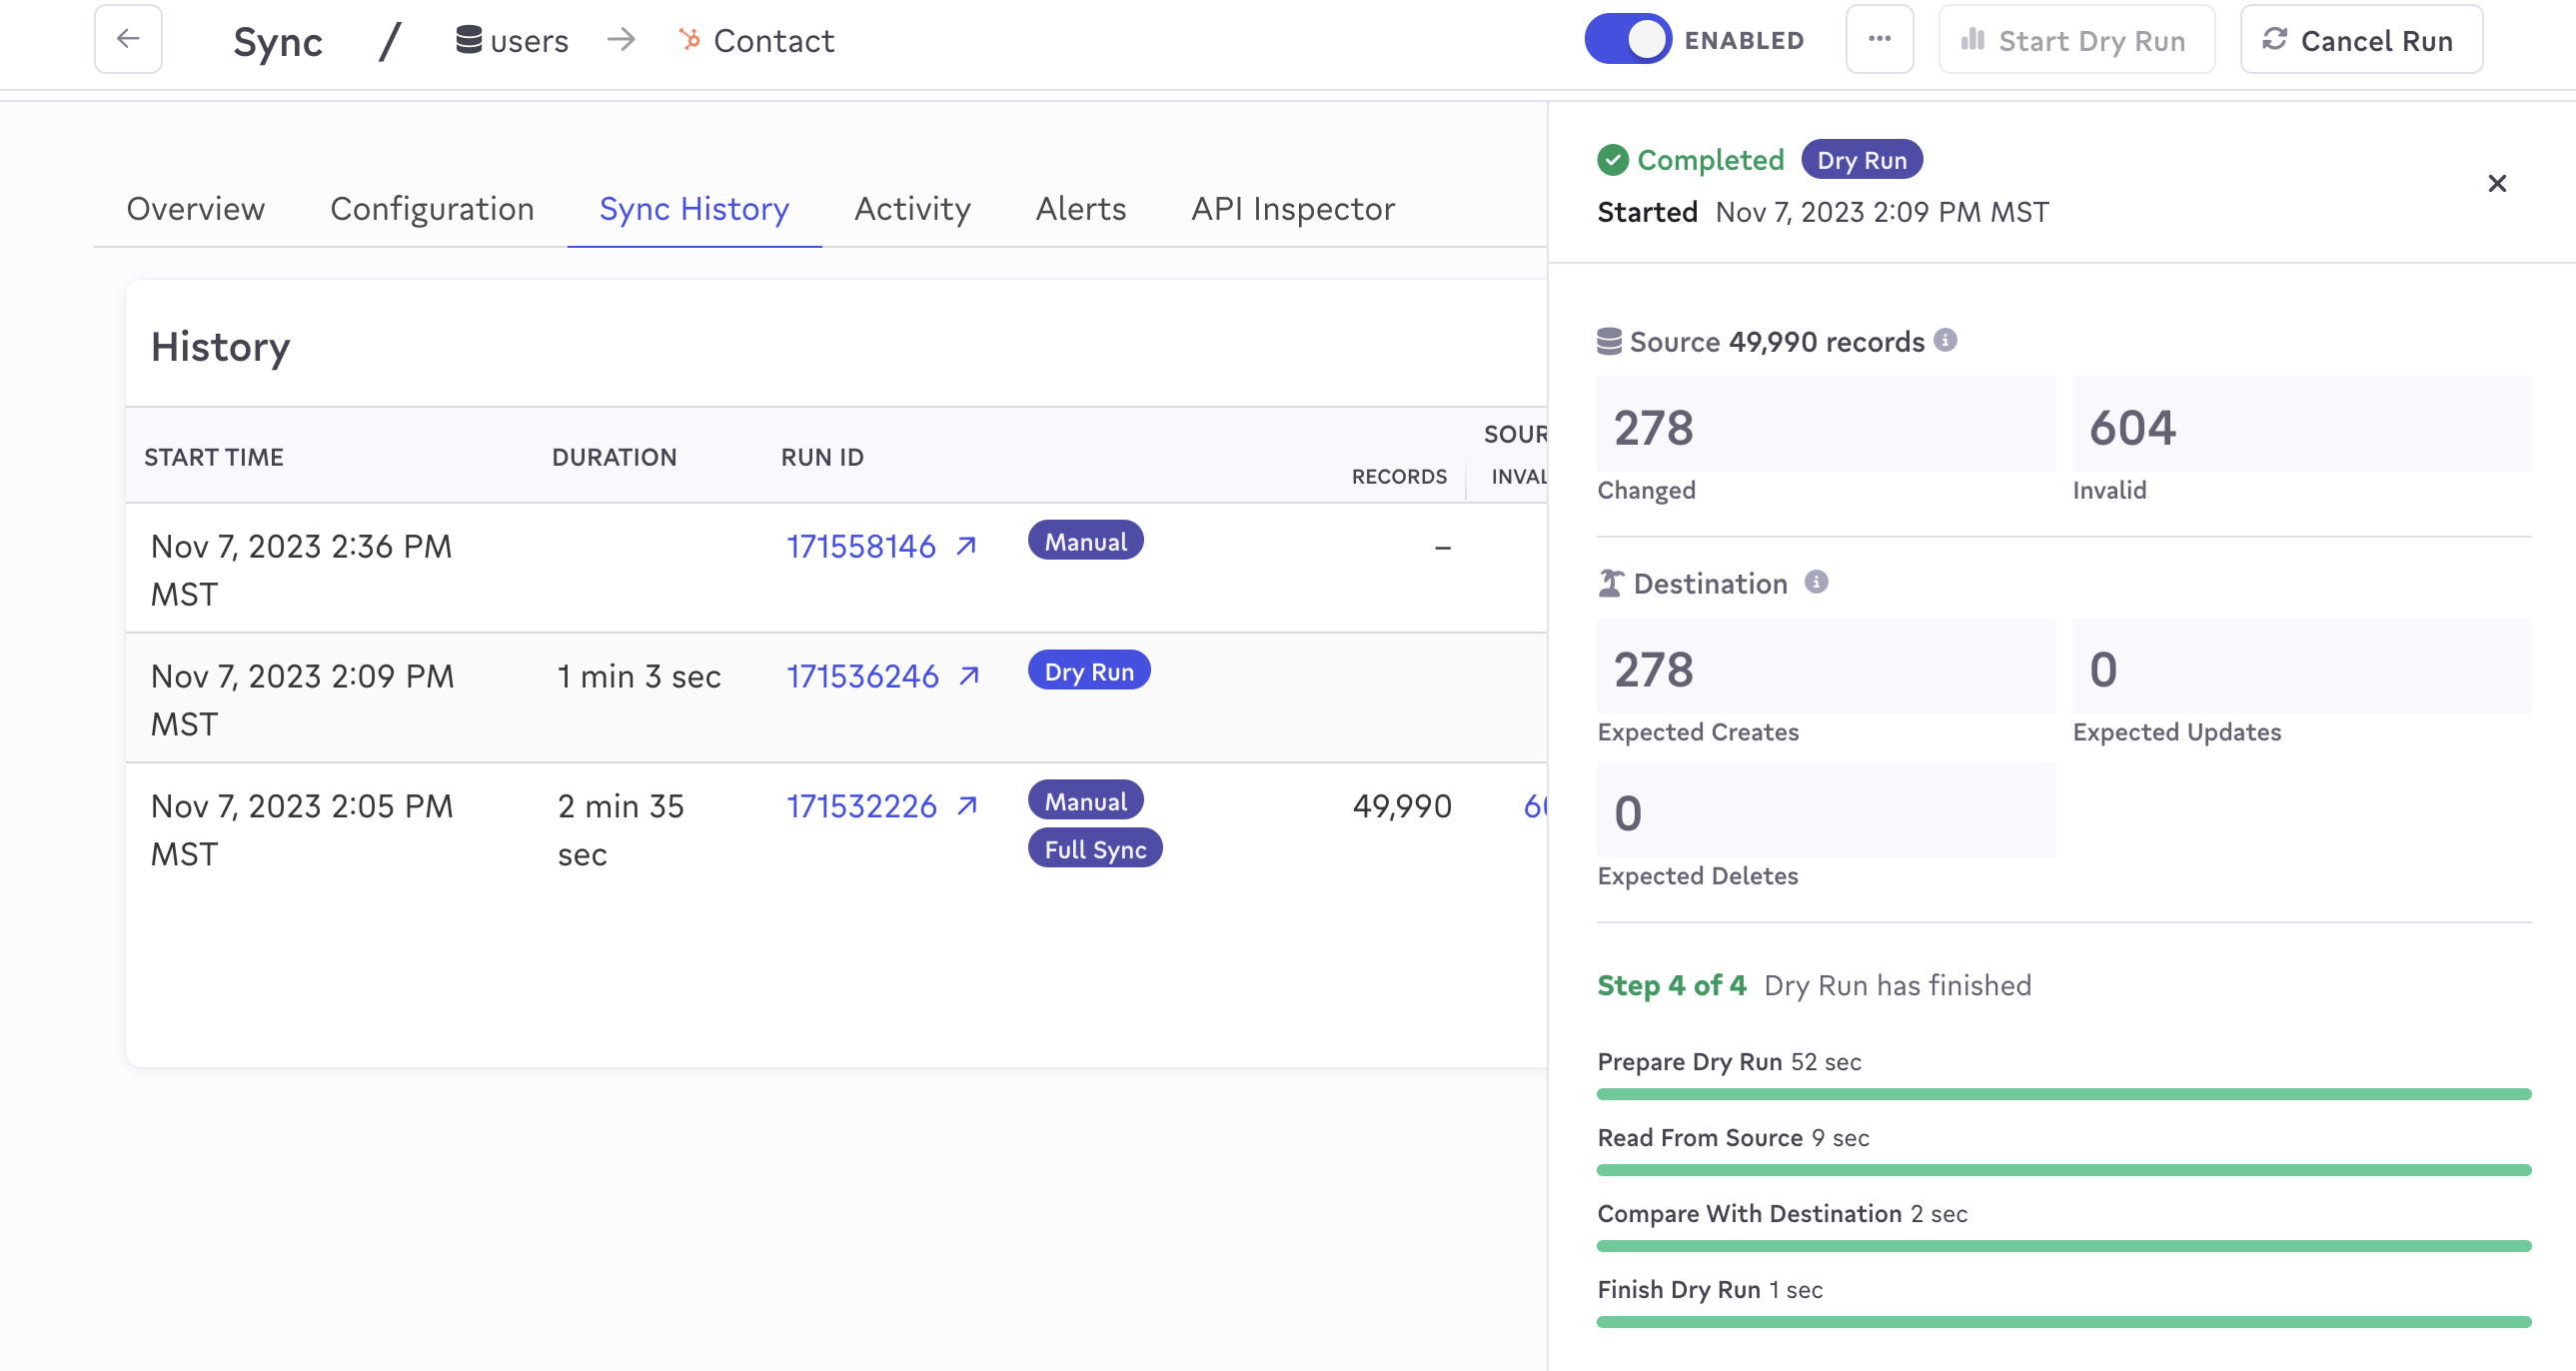 Sync / users → Contact
ENABLED
Start Dry Run
Cancel Run
Overview Configuration Sync History Activity Alerts API Inspector
History
START TIME DURATION RUN ID
RECORDS
Nov 7, 2023 2:36 PM MST
171558146
Manual
–
Nov 7, 2023 2:09 PM MST
1 min 3 sec
171536246
Dry Run
Nov 7, 2023 2:05 PM MST
2 min 35 sec
171532226
Manual
Full Sync
49,990
Completed Dry Run
Started Nov 7, 2023 2:09 PM MST
Source 49,990 records
278
Changed
604
Invalid
Destination
278
Expected Creates
0
Expected Updates
0
Expected Deletes
Step 4 of 4 Dry Run has finished
Prepare Dry Run 52 sec
Read From Source 9 sec
Compare With Destination 2 sec
Finish Dry Run 1 sec